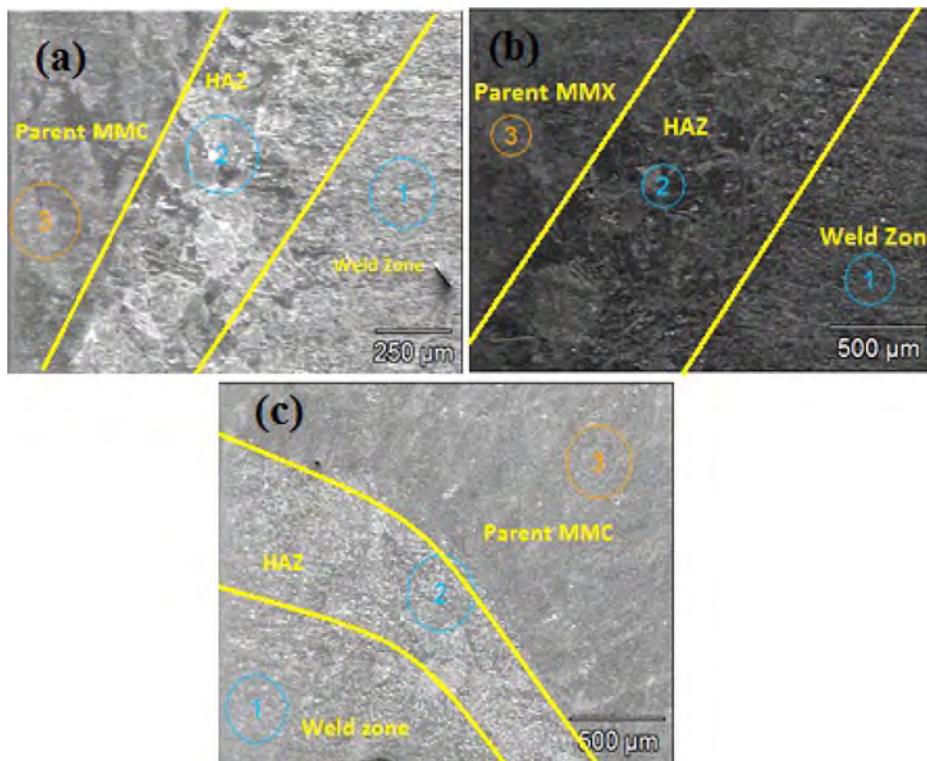 (a)
HAZ
Parent MMC
2
1
3
Weld Zone
250 µm
(b)
Parent MMX
3
HAZ
2
Weld Zone
1
500 µm
(c)
3
Parent MMC
HAZ
2
1
Weld zone
500 µm